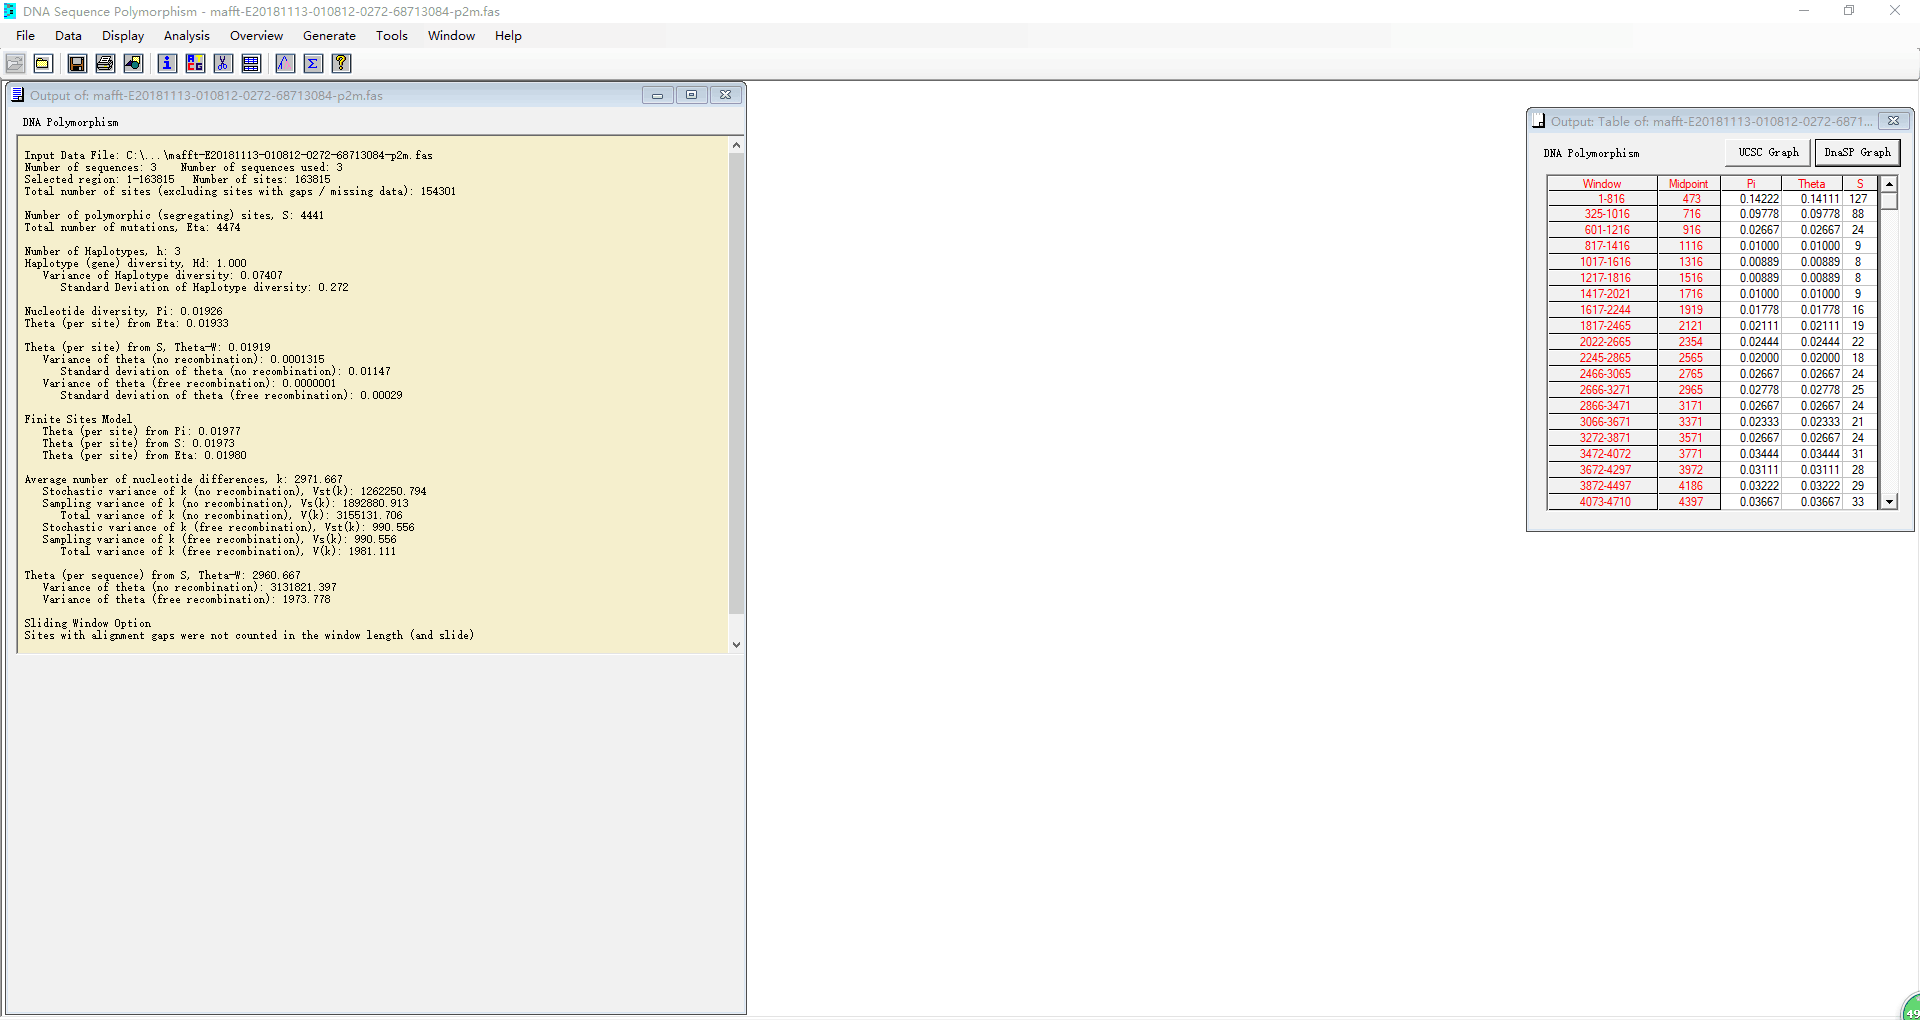 DNA Sequence Polymorphism - mafft-E20181113-010812-0272-68713084-p2m.fas
File Data Display Analysis Overview Generate Tools Window Help
Output of: mafft-E20181113-010812-0272-68713084-p2m.fas
DNA Polymorphism
Input Data File: C:\...\mafft-E20181113-010812-0272-68713084-p2m.fas
Number of sequences: 3 Number of sequences used: 3
Selected region: 1-163815 Number of sites: 163815
Total number of sites (excluding sites with gaps / missing data): 154301
Number of polymorphic (segregating) sites, S: 4441
Total number of mutations, Eta: 4474
Number of Haplotypes, h: 3
Haplotype (gene) diversity, Hd: 1.000
Variance of Haplotype diversity: 0.07407
Standard Deviation of Haplotype diversity: 0.272
Nucleotide diversity, Pi: 0.01926
Theta (per site) from Eta: 0.01933
Theta (per site) from S, Theta-W: 0.01919
Variance of theta (no recombination): 0.0001315
Standard deviation of theta (no recombination): 0.01147
Variance of theta (free recombination): 0.0000001
Standard deviation of theta (free recombination): 0.00029
Finite Sites Model
Theta (per site) from Pi: 0.01977
Theta (per site) from S: 0.01973
Theta (per site) from Eta: 0.01980
Average number of nucleotide differences, k: 2971.667
Stochastic variance of k (no recombination), Vst(k): 1262250.794
Sampling variance of k (no recombination), Vs(k): 1892880.913
Total variance of k (no recombination), V(k): 3155131.706
Stochastic variance of k (free recombination), Vst(k): 990.556
Sampling variance of k (free recombination), Vs(k): 990.556
Total variance of k (free recombination), V(k): 1981.111
Theta (per sequence) from S, Theta-W: 2960.667
Variance of theta (no recombination): 3131821.397
Variance of theta (free recombination): 1973.778
Sliding Window Option
Sites with alignment gaps were not counted in the window length (and slide)
Output: Table of: mafft-E20181113-010812-0272-6871...
DNA Polymorphism UCSC Graph DnaSP Graph
Window Midpoint Pi Theta S
1-816 473 0.14222 0.14111 127
325-1016 716 0.09778 0.09778 88
601-1216 916 0.02667 0.02667 24
817-1416 1116 0.01000 0.01000 9
1017-1616 1316 0.00889 0.00889 8
1217-1816 1516 0.00889 0.00889 8
1417-2021 1716 0.01000 0.01000 9
1617-2244 1919 0.01778 0.01778 16
1817-2465 2121 0.02111 0.02111 19
2022-2665 2354 0.02444 0.02444 22
2245-2865 2565 0.02000 0.02000 18
2466-3065 2765 0.02667 0.02667 24
2666-3271 2965 0.02778 0.02778 25
2866-3471 3171 0.02667 0.02667 24
3066-3671 3371 0.02333 0.02333 21
3272-3871 3571 0.02667 0.02667 24
3472-4072 3771 0.03444 0.03444 31
3672-4297 3972 0.03111 0.03111 28
3872-4497 4186 0.03222 0.03222 29
4073-4710 4397 0.03667 0.03667 33
49